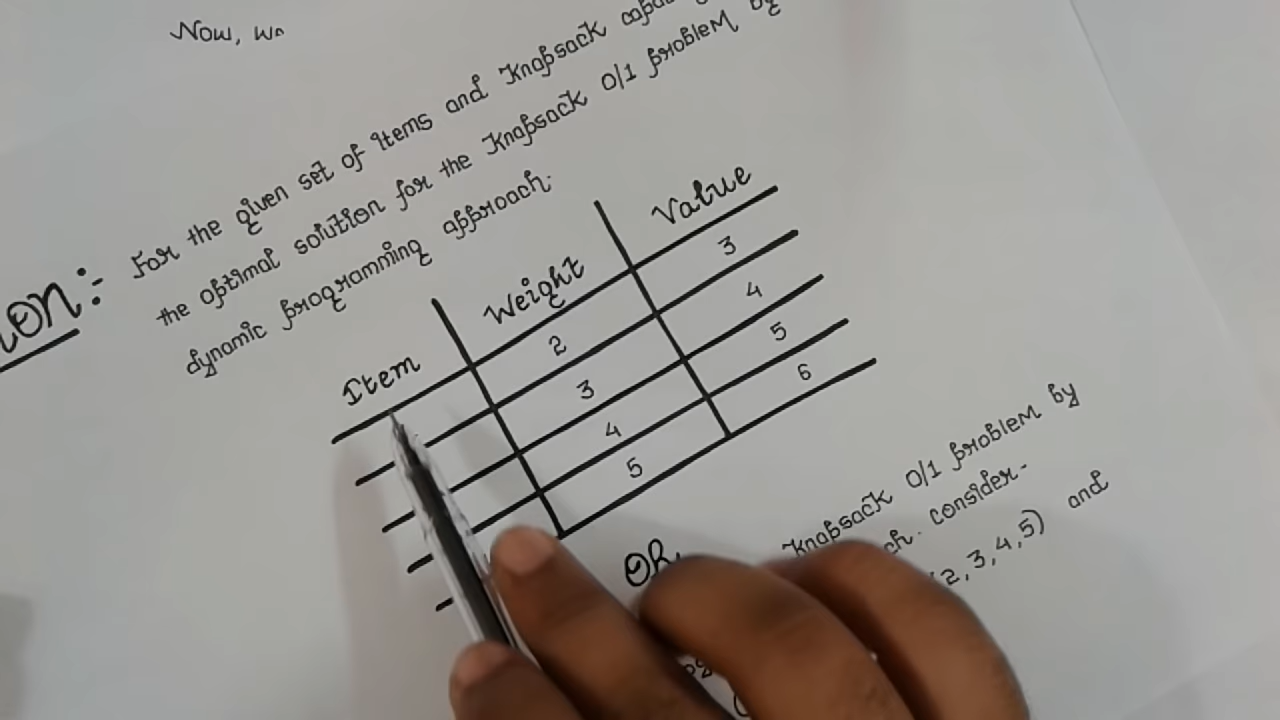 Now, we
ion:- For the given set of items and Knapsack
the optimal solution for the Knapsack 0/1 problem by
dynamic programming approach.
Item Weight Value
2 3
3 4
4 5
5 6
OR
Knapsack 0/1 problem by
consider-
2, 3, 4, 5) and